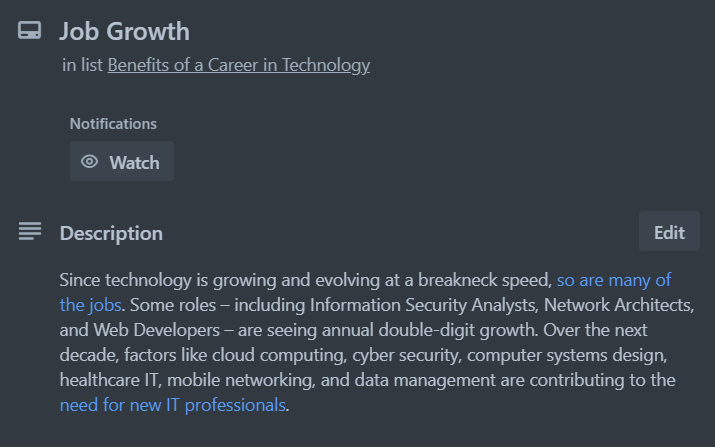 Job Growth
in list Benefits of a Career in Technology
Notifications
Watch
Description
Edit
Since technology is growing and evolving at a breakneck speed, so are many of
the jobs. Some roles – including Information Security Analysts, Network Architects,
and Web Developers – are seeing annual double-digit growth. Over the next
decade, factors like cloud computing, cyber security, computer systems design,
healthcare IT, mobile networking, and data management are contributing to the
need for new IT professionals.